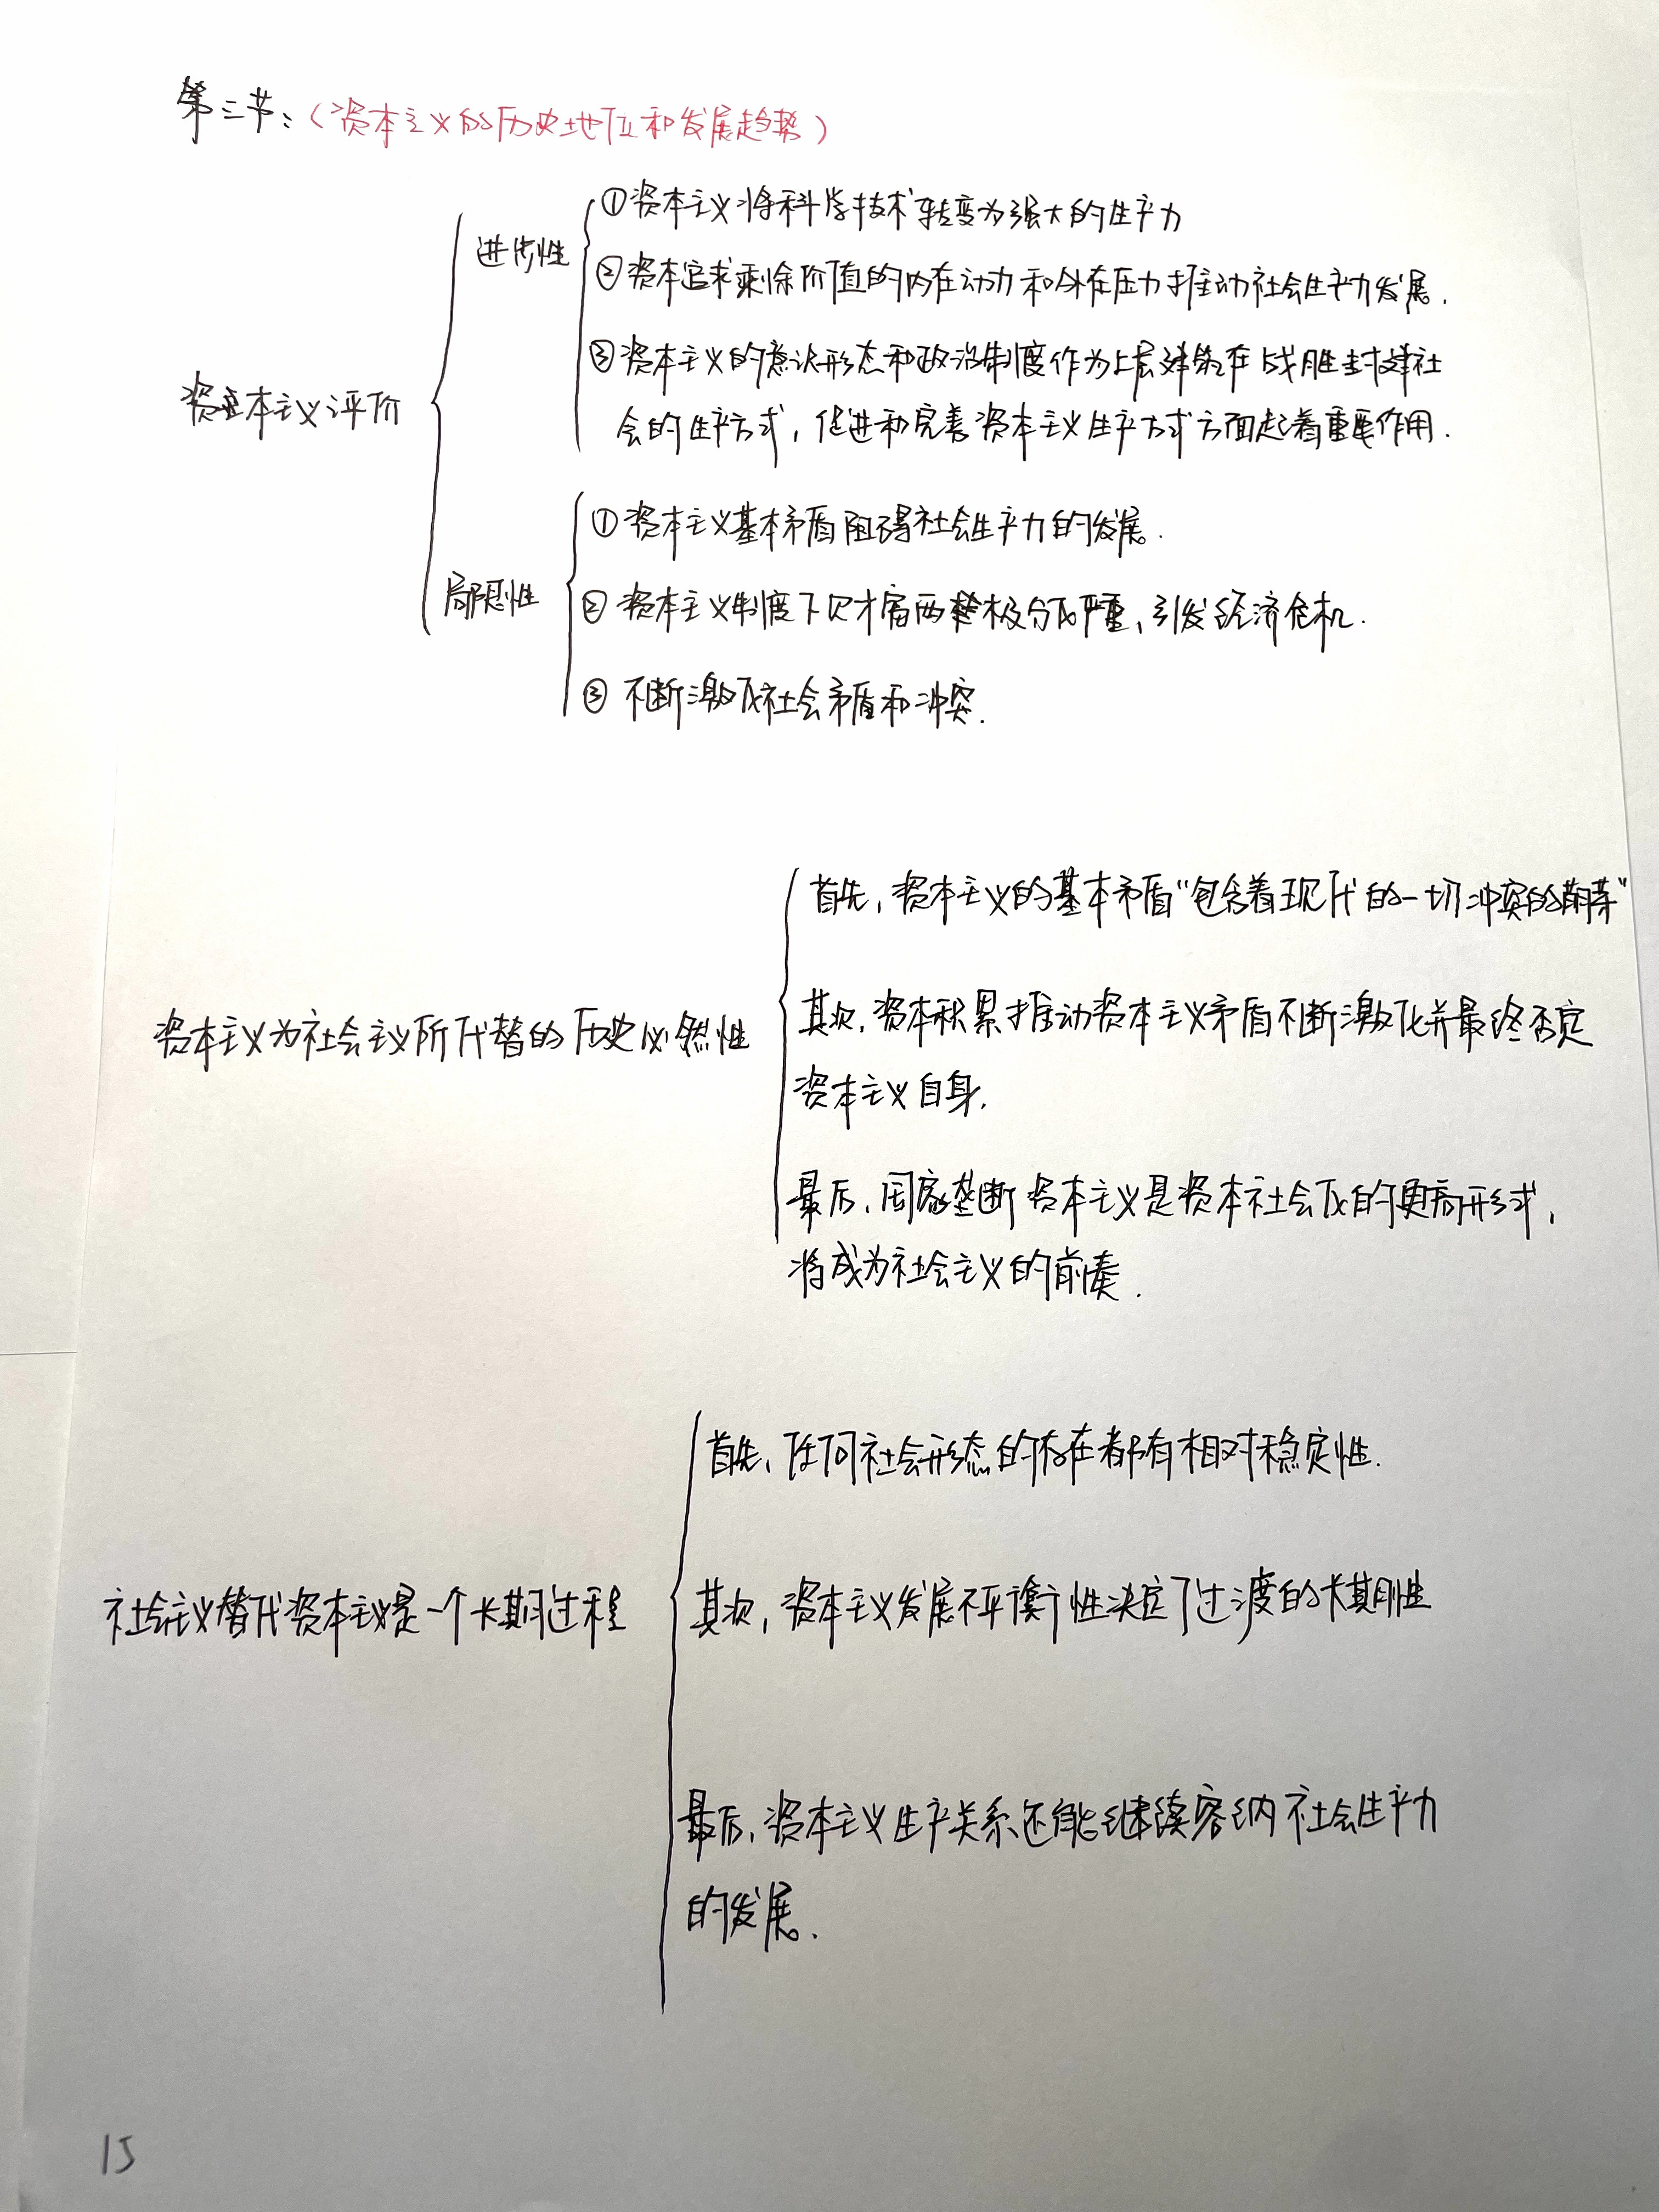 第三节：（资本主义的历史地位和发展趋势）
资本主义评价
进步性
①资本主义将科学技术转变为强大的生产力
②资本追求剩余价值的内在动力和外在压力推动社会生产力发展.
③资本主义的意识形态和政治制度作为上层建筑在战胜封建社
会的生产方式，促进和完善资本主义生产方式方面起着重要作用.
局限性
①资本主义基本矛盾阻碍社会生产力的发展.
②资本主义制度下财富两极分化严重，引发经济危机.
③不断激化社会矛盾和冲突.
资本主义为社会主义所代替的历史必然性
首先，资本主义的基本矛盾“包含着现代的一切冲突的萌芽”
其次，资本积累推动资本主义矛盾不断激化并最终否定
资本主义自身.
最后，国家垄断资本主义是资本社会化的更高形式，
将成为社会主义的前奏.
社会主义替代资本主义是一个长期过程
首先，任何社会形态的存在都有相对稳定性.
其次，资本主义发展不平衡性决定了过渡的长期性
最后，资本主义生产关系还能继续容纳社会生产力
的发展.
15